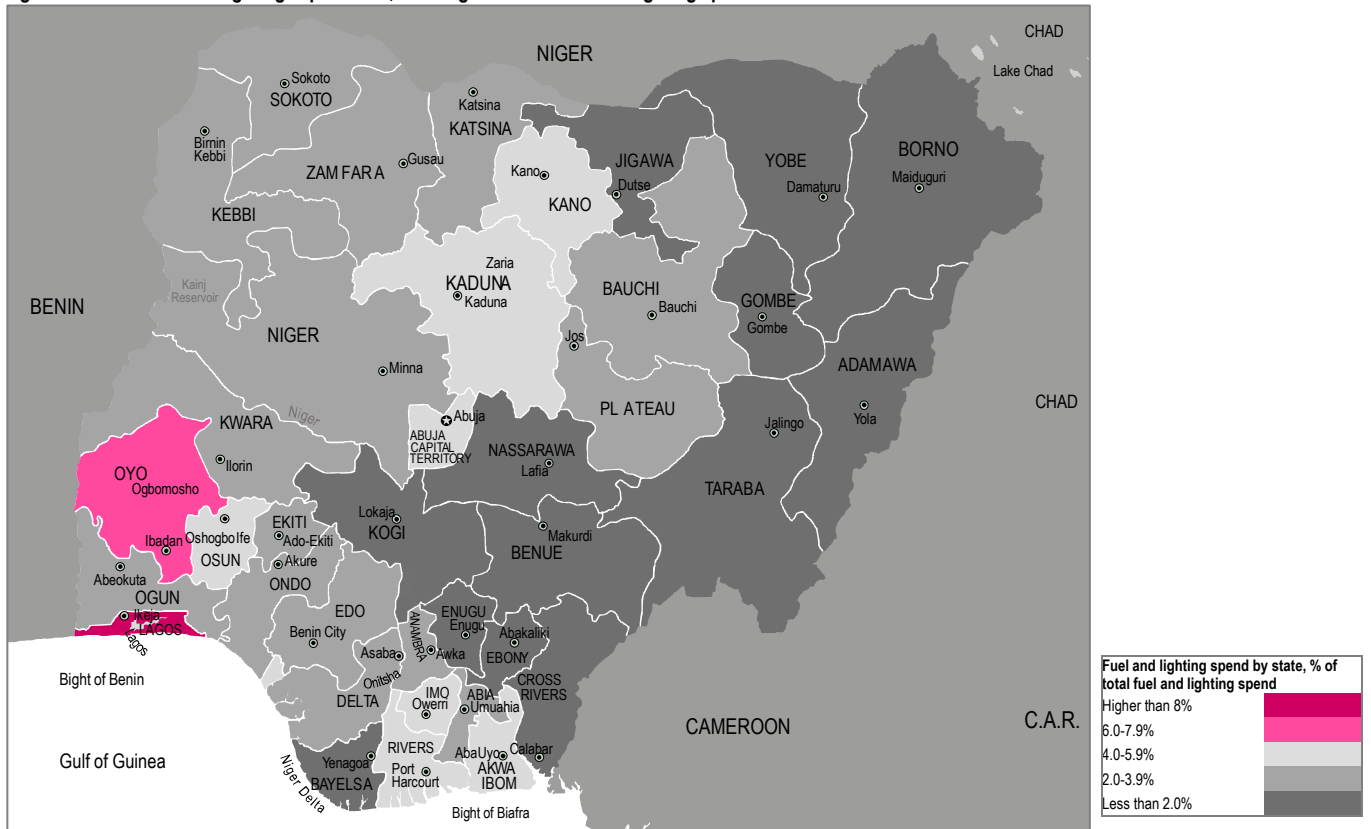 CHAD
NIGER
Lake Chad
Sokoto
SOKOTO
Katsina
KATSINA
Birnin
Kebbi
ZAMFARA
Gusau
Kano
KANO
JIGAWA
Dutse
YOBE
Damaturu
BORNO
Maiduguri
KEBBI
Zaria
KADUNA
Kaduna
Kainj
Reservoir
BENIN
BAUCHI
Bauchi
GOMBE
Gombe
NIGER
Jos
Minna
ADAMAWA
Yola
CHAD
PL ATEAU
Niger
KWARA
Abuja
ABUJA
CAPITAL
TERRITORY
Jalingo
NASSARAWA
Lafia
Ilorin
OYO
Ogbomosho
TARABA
Lokaja
KOGI
Makurdi
BENUE
Oshogbo Ife
OSUN
EKITI
Ado-Ekiti
Ibadan
Akure
ONDO
Abeokuta
OGUN
EDO
Ikeja
LAGOS
Lagos
Benin City
ANAMBRA
ENUGU
Enugu
Abakaliki
EBONY
Asaba
Awka
Onitsha
CROSS
RIVERS
Bight of Benin
DELTA
IMO
Owerri
ABIA
Umuahia
CAMEROON
C.A.R.
Gulf of Guinea
Niger Delta
Yenagoa
BAYELSA
RIVERS
Port
Harcourt
Aba
Uyo
Calabar
AKWA
IBOM
Bight of Biafra
Fuel and lighting spend by state, % of
total fuel and lighting spend
Higher than 8%
6.0-7.9%
4.0-5.9%
2.0-3.9%
Less than 2.0%